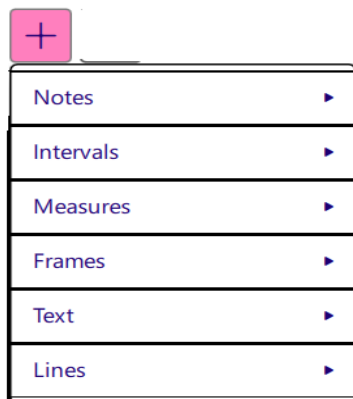 Notes
Intervals
Measures
Frames
Text
Lines